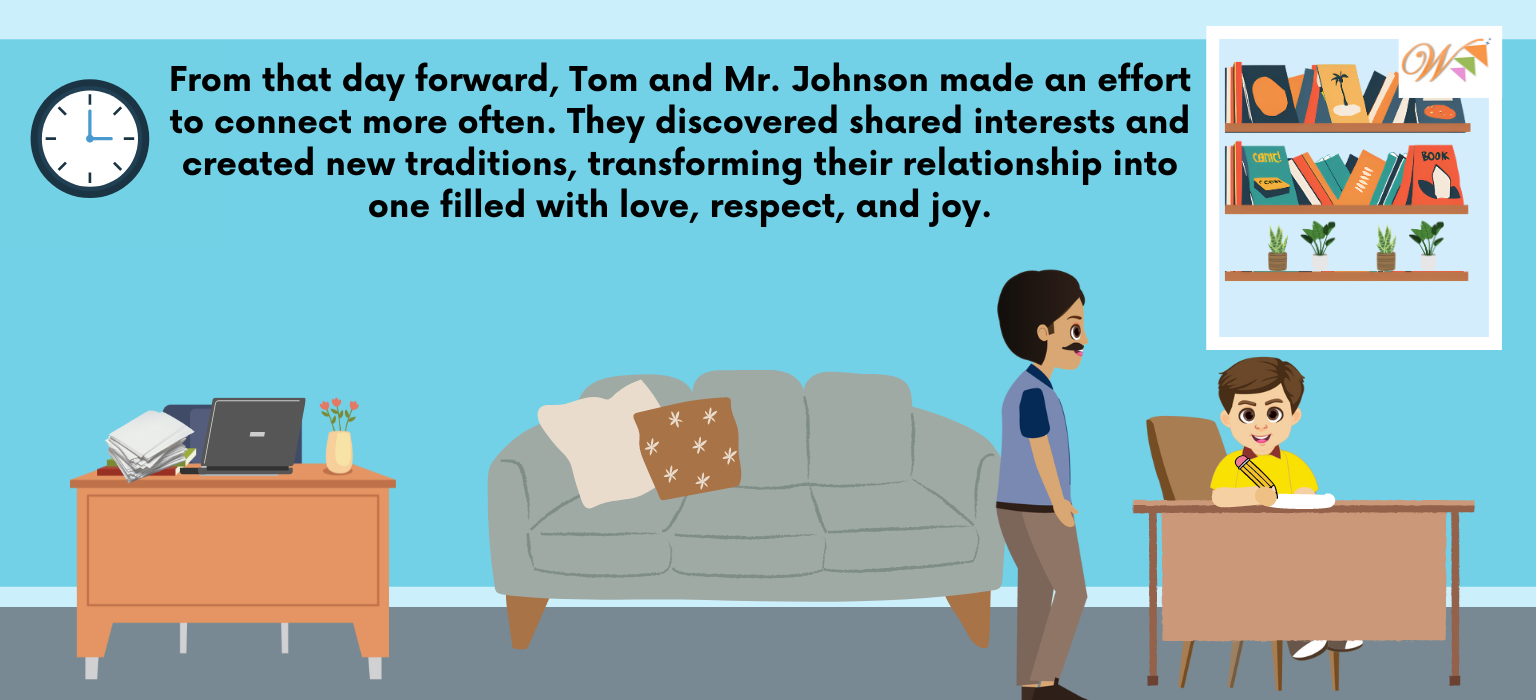 From that day forward, Tom and Mr. Johnson made an effort
to connect more often. They discovered shared interests and
created new traditions, transforming their relationship into
one filled with love, respect, and joy.
W
BOOK